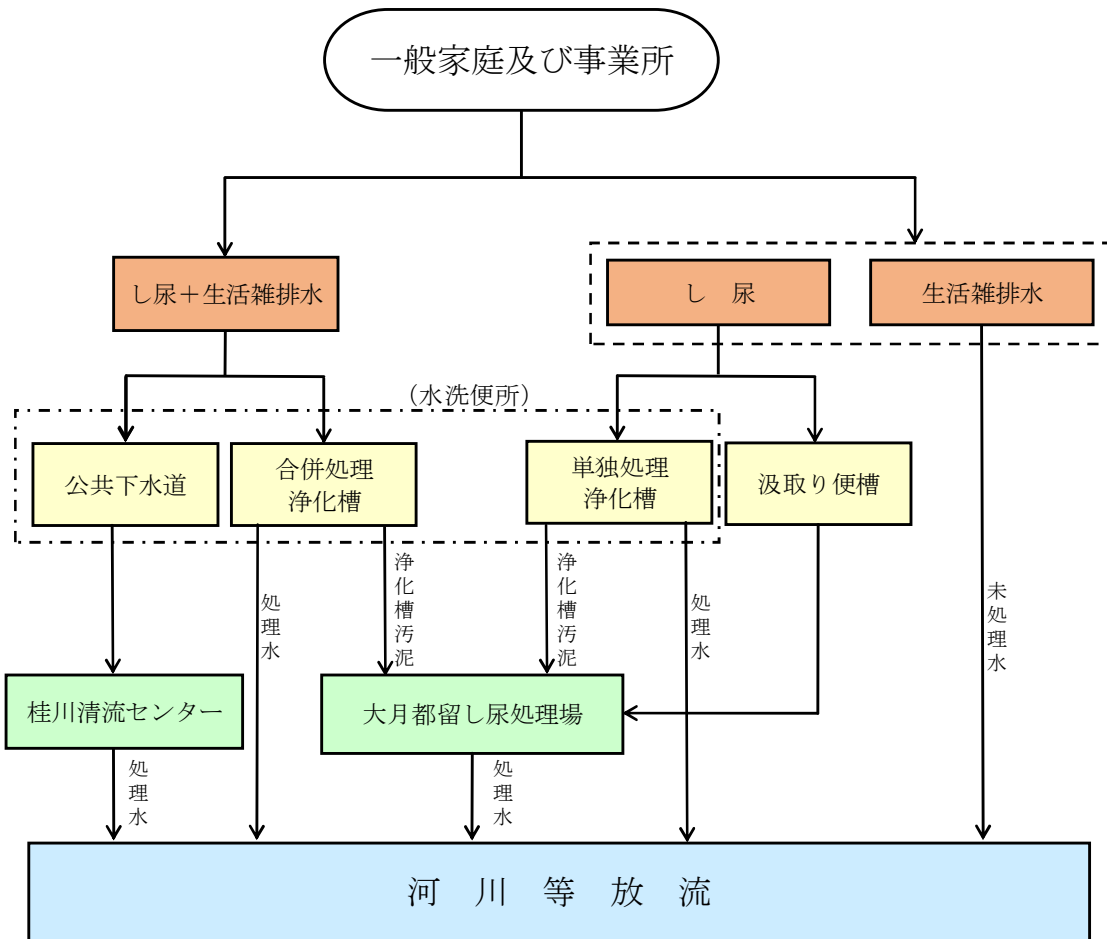 一般家庭及び事業所
し尿＋生活雑排水
し　尿
生活雑排水
（水洗便所）
公共下水道
合併処理
浄化槽
単独処理
浄化槽
汲取り便槽
処理水
浄化槽汚泥
浄化槽汚泥
処理水
未処理水
桂川清流センター
大月都留し尿処理場
処理水
処理水
河　川　等　放　流